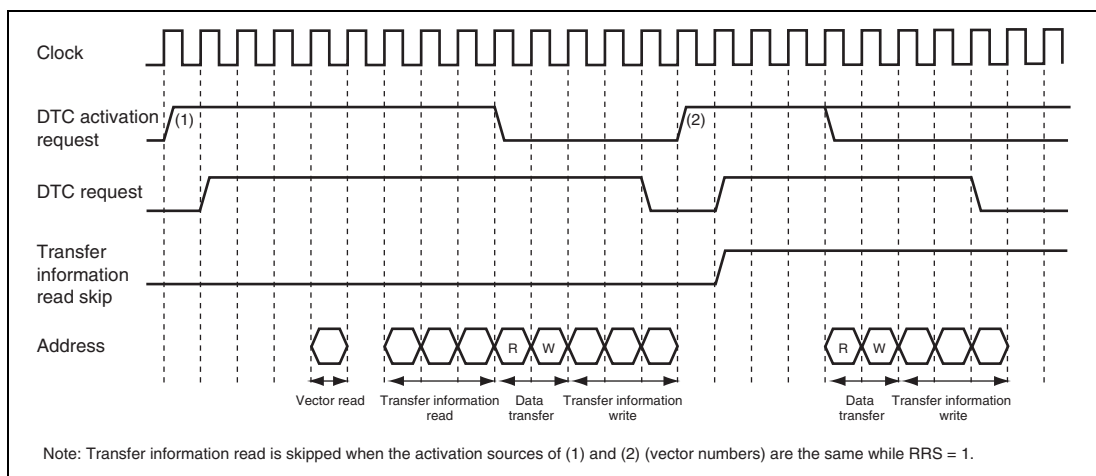 Clock
DTC activation
request
(1)
(2)
DTC request
Transfer
information
read skip
Address
R
W
R
W
Vector read
Transfer information
read
Data
transfer
Transfer information
write
Data
transfer
Transfer information
write
Note: Transfer information read is skipped when the activation sources of (1) and (2) (vector numbers) are the same while RRS = 1.